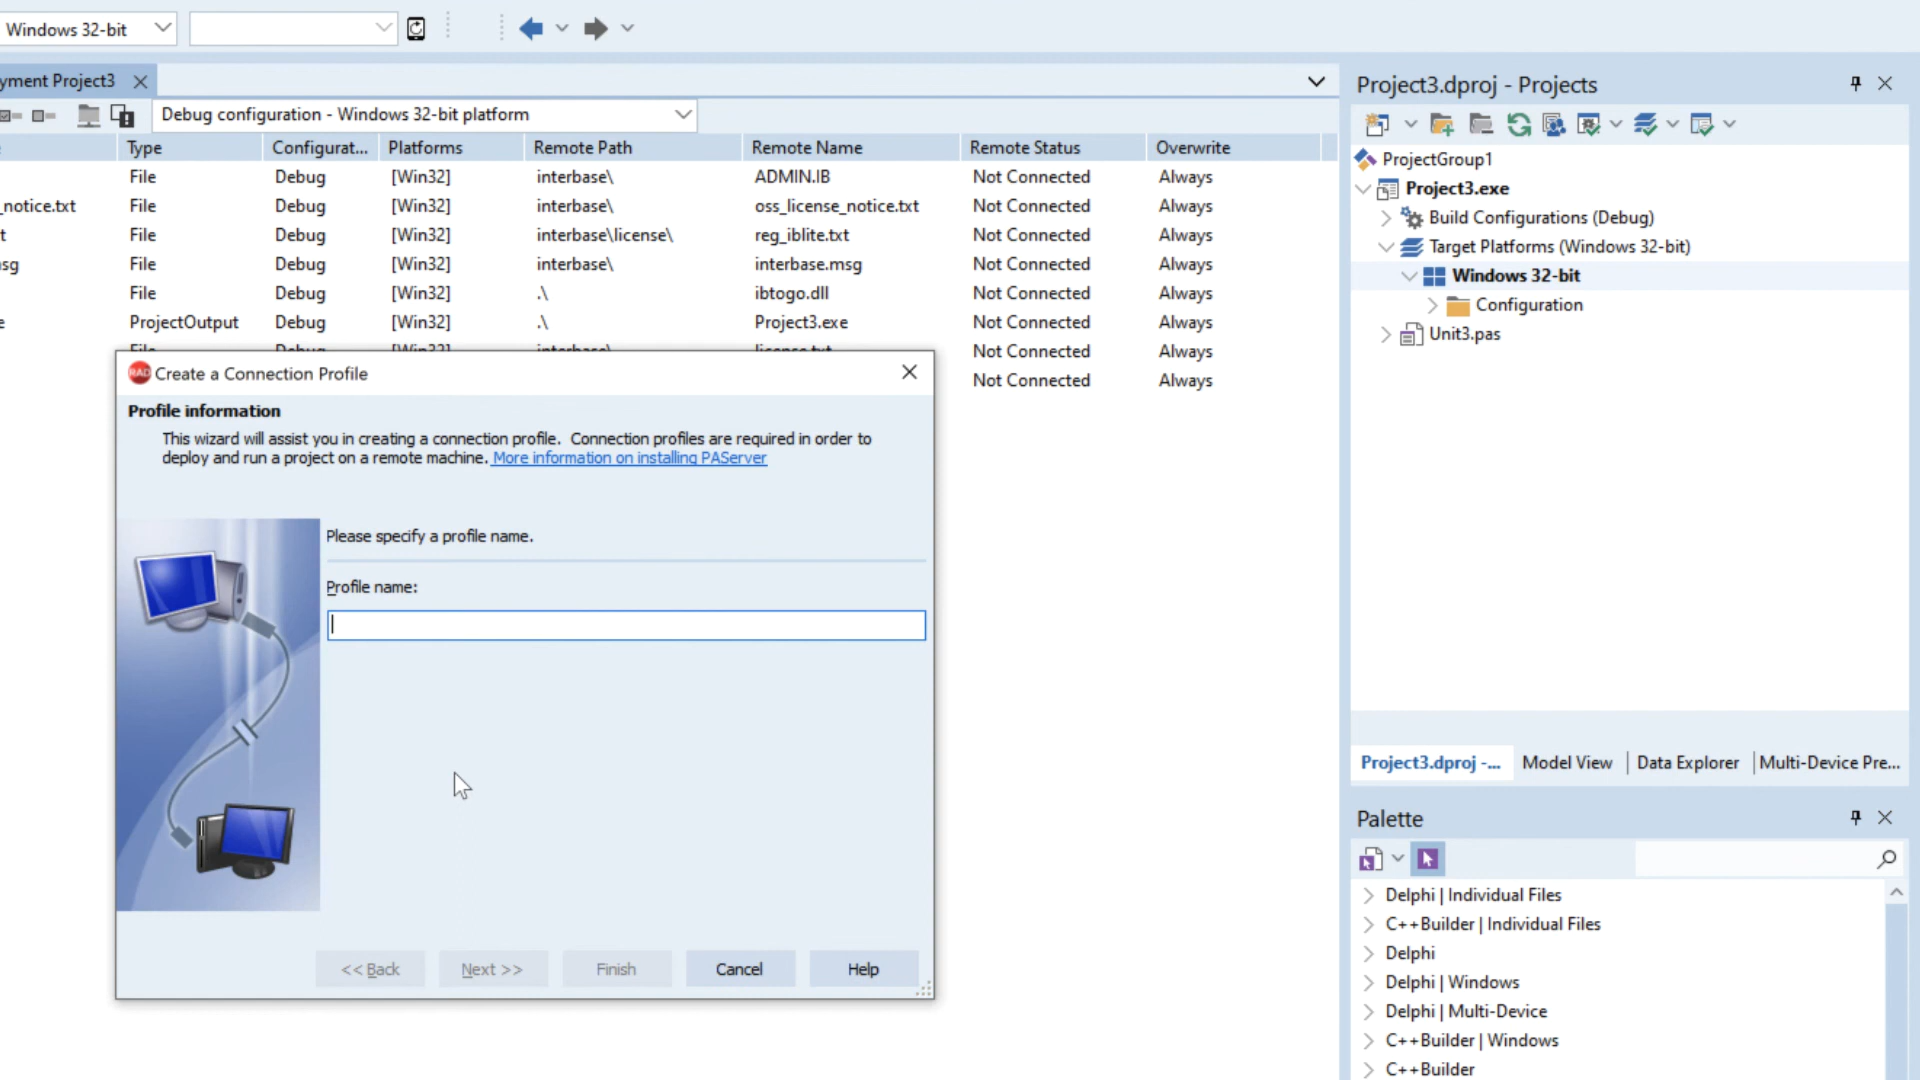 Windows 32-bit
yment Project3
Debug configuration - Windows 32-bit platform
Type Configurat... Platforms Remote Path Remote Name Remote Status Overwrite
File Debug [Win32] interbase\ ADMIN.IB Not Connected Always
_notice.txt File Debug [Win32] interbase\ oss_license_notice.txt Not Connected Always
t File Debug [Win32] interbase\license\ reg_iblite.txt Not Connected Always
sg File Debug [Win32] interbase\ interbase.msg Not Connected Always
File Debug [Win32] .\ ibtogo.dll Not Connected Always
e ProjectOutput Debug [Win32] .\ Project3.exe Not Connected Always
File Debug [Win32] interbase\ license.txt Not Connected Always
Not Connected Always
RAD Create a Connection Profile
Profile information
This wizard will assist you in creating a connection profile. Connection profiles are required in order to
deploy and run a project on a remote machine. More information on installing PAServer
Please specify a profile name.
Profile name:
<< Back Next >> Finish Cancel Help
Project3.dproj - Projects
ProjectGroup1
Project3.exe
Build Configurations (Debug)
Target Platforms (Windows 32-bit)
Windows 32-bit
Configuration
Unit3.pas
Project3.dproj -... Model View Data Explorer Multi-Device Pre...
Palette
Delphi | Individual Files
C++Builder | Individual Files
Delphi
Delphi | Windows
Delphi | Multi-Device
C++Builder | Windows
C++Builder